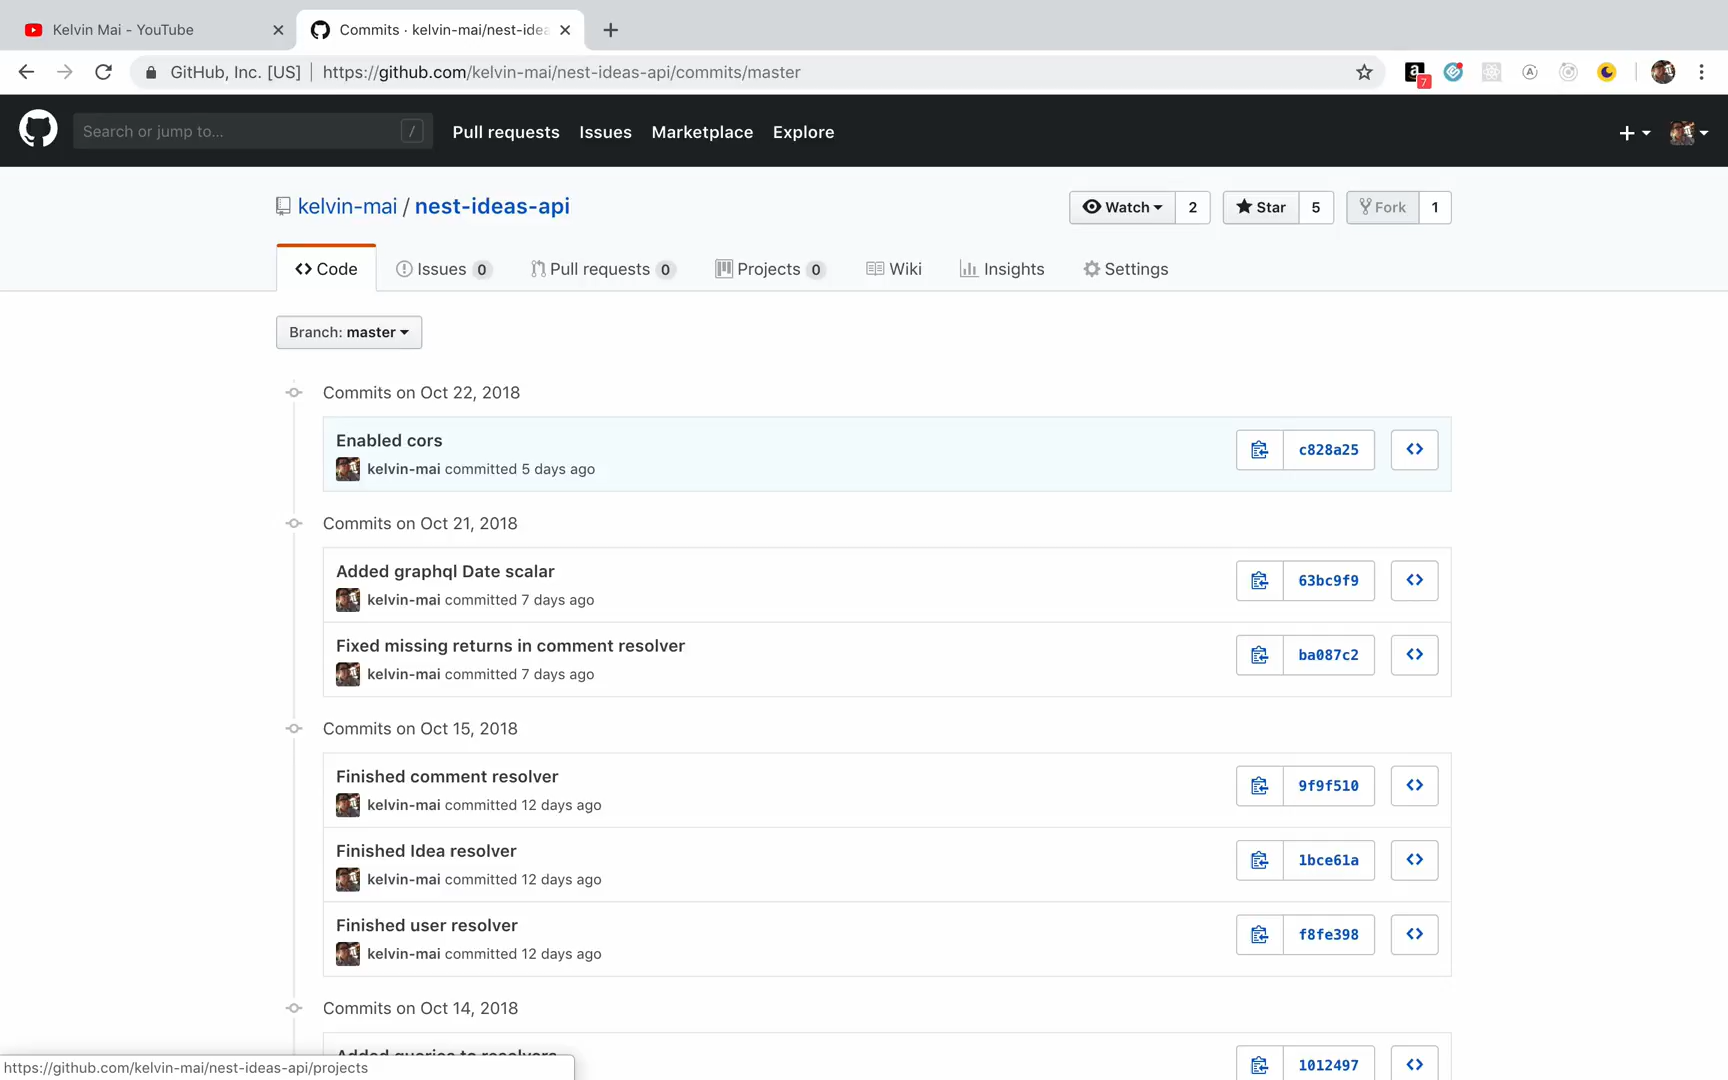 Kelvin Mai - YouTube
Commits · kelvin-mai/nest-idea
GitHub, Inc. [US] https://github.com/kelvin-mai/nest-ideas-api/commits/master
a 7 A
Search or jump to... / Pull requests Issues Marketplace Explore
kelvin-mai / nest-ideas-api Watch 2 Star 5 Fork 1
Code Issues 0 Pull requests 0 Projects 0 Wiki Insights Settings
Branch: master
Commits on Oct 22, 2018
Enabled cors
kelvin-mai committed 5 days ago
c828a25
Commits on Oct 21, 2018
Added graphql Date scalar
kelvin-mai committed 7 days ago
63bc9f9
Fixed missing returns in comment resolver
kelvin-mai committed 7 days ago
ba087c2
Commits on Oct 15, 2018
Finished comment resolver
kelvin-mai committed 12 days ago
9f9f510
Finished Idea resolver
kelvin-mai committed 12 days ago
1bce61a
Finished user resolver
kelvin-mai committed 12 days ago
f8fe398
Commits on Oct 14, 2018
Added queries to resolvers
1012497
https://github.com/kelvin-mai/nest-ideas-api/projects